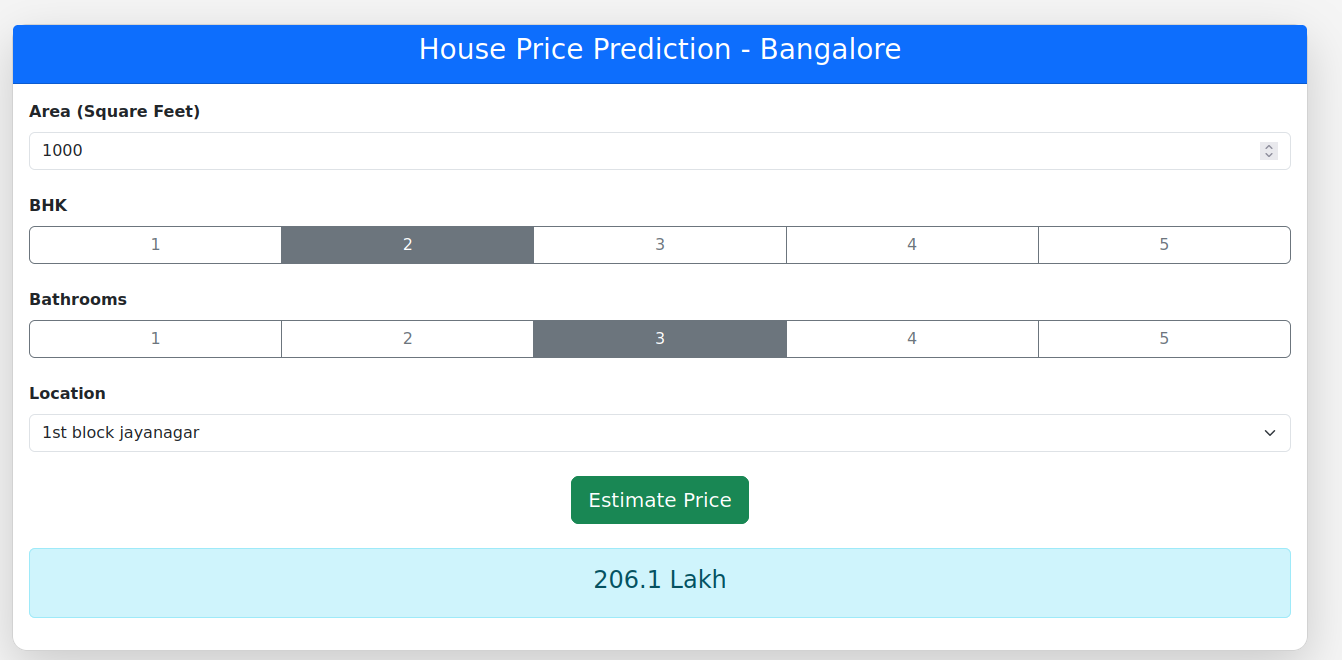 House Price Prediction - Bangalore
Area (Square Feet)
1000
BHK
1 2 3 4 5
Bathrooms
1 2 3 4 5
Location
1st block jayanagar
Estimate Price
206.1 Lakh